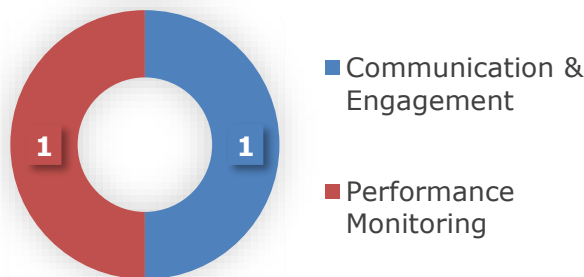 1
1
Communication &
Engagement
Performance
Monitoring